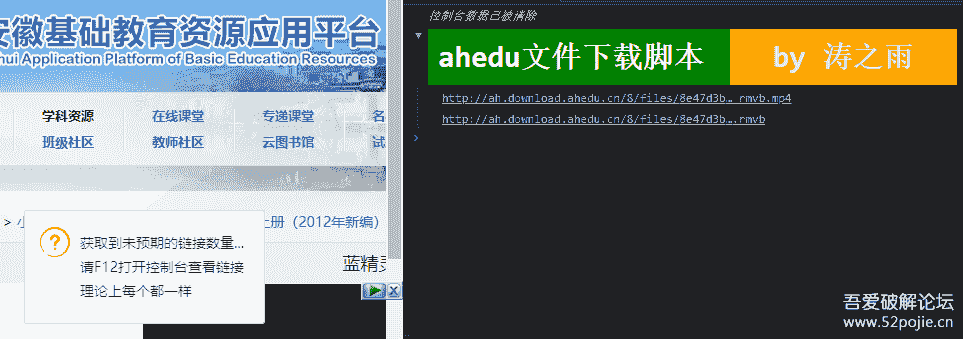 安徽基础教育资源应用平台
hui Application Platform of Basic Education Resources
学科资源 在线课堂 专递课堂 名
班级社区 教师社区 云图书馆 试
> 小
上册（2012年新编）
获取到未预期的链接数量...
请F12打开控制台查看链接
理论上每个都一样
蓝精灵
控制台数据已被清除
ahedu文件下载脚本 by 涛之雨
http://ah.download.ahedu.cn/8/files/8e47d3b….rmvb.mp4
http://ah.download.ahedu.cn/8/files/8e47d3b….rmvb
吾爱破解论坛
www.52pojie.cn